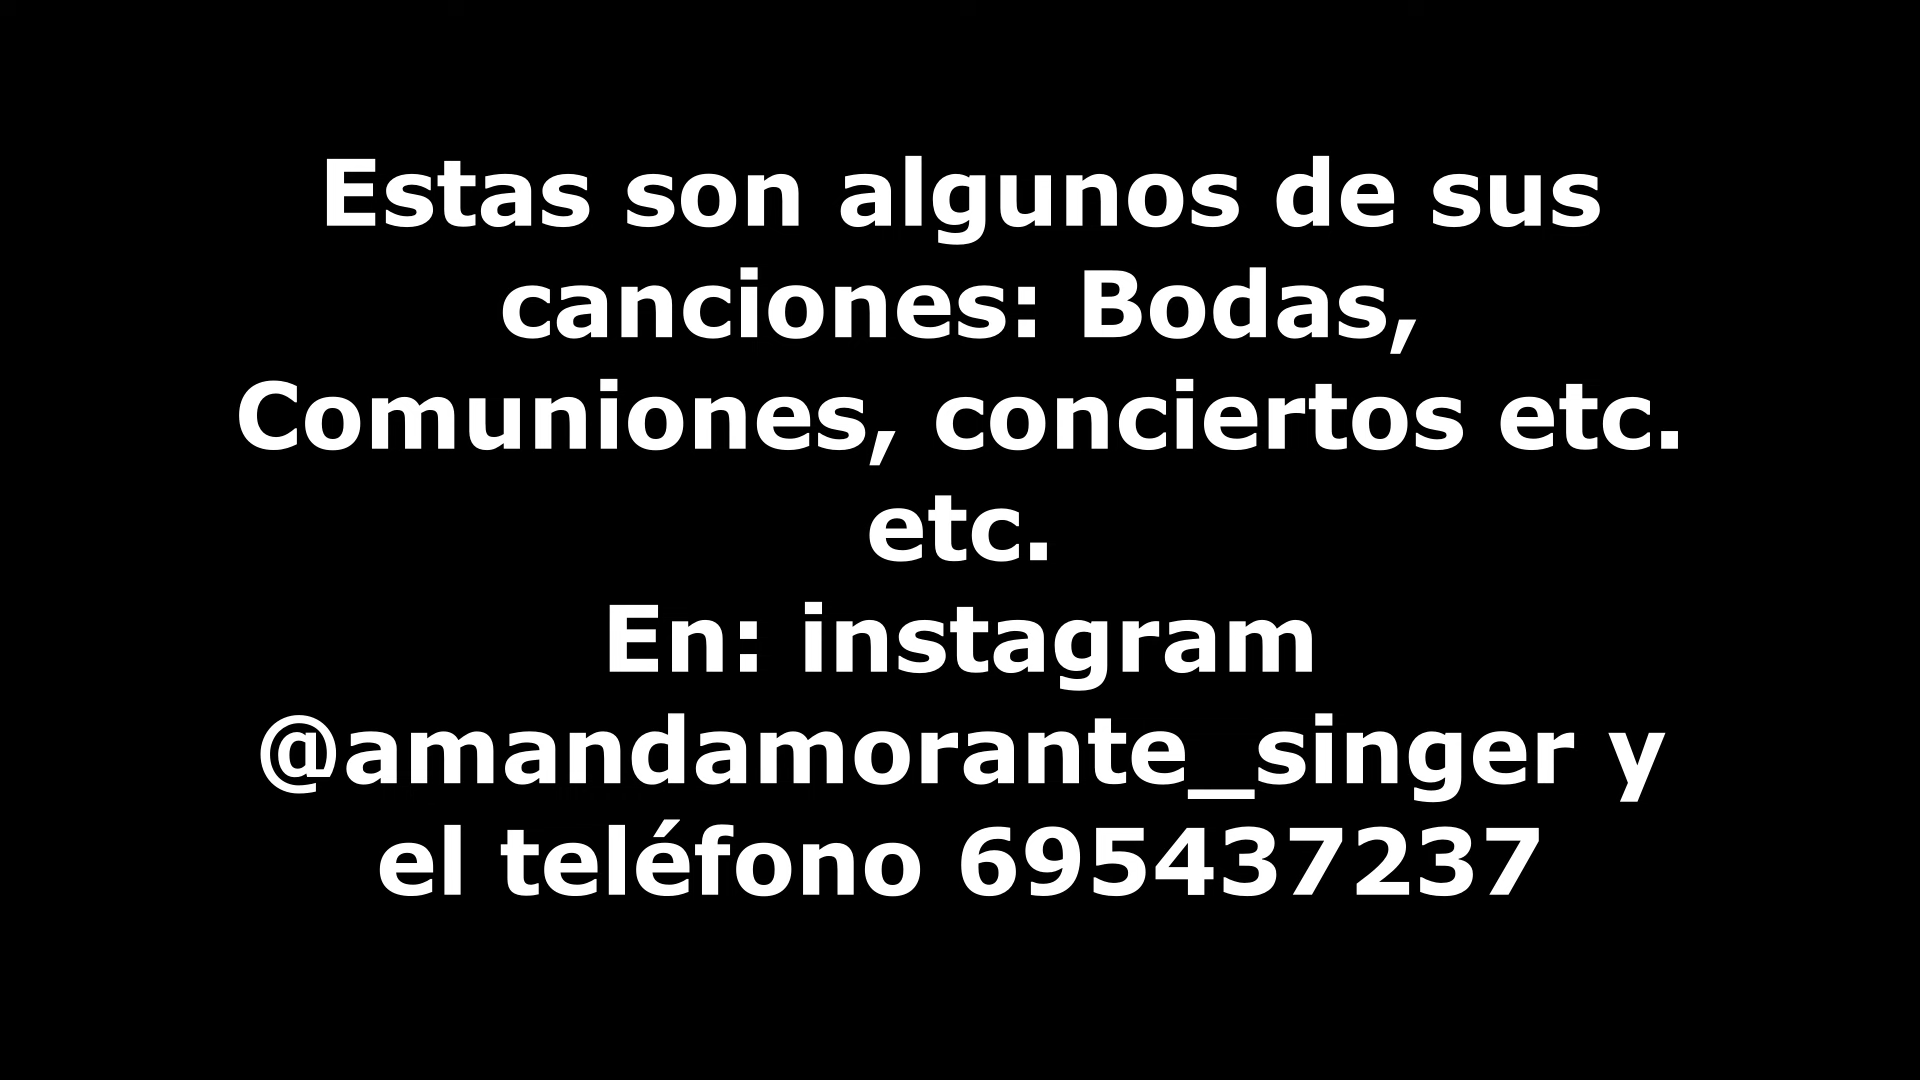 Estas son algunos de sus
canciones: Bodas,
Comuniones, conciertos etc.
etc.
En: instagram
@amandamorante_singer y
el teléfono 695437237